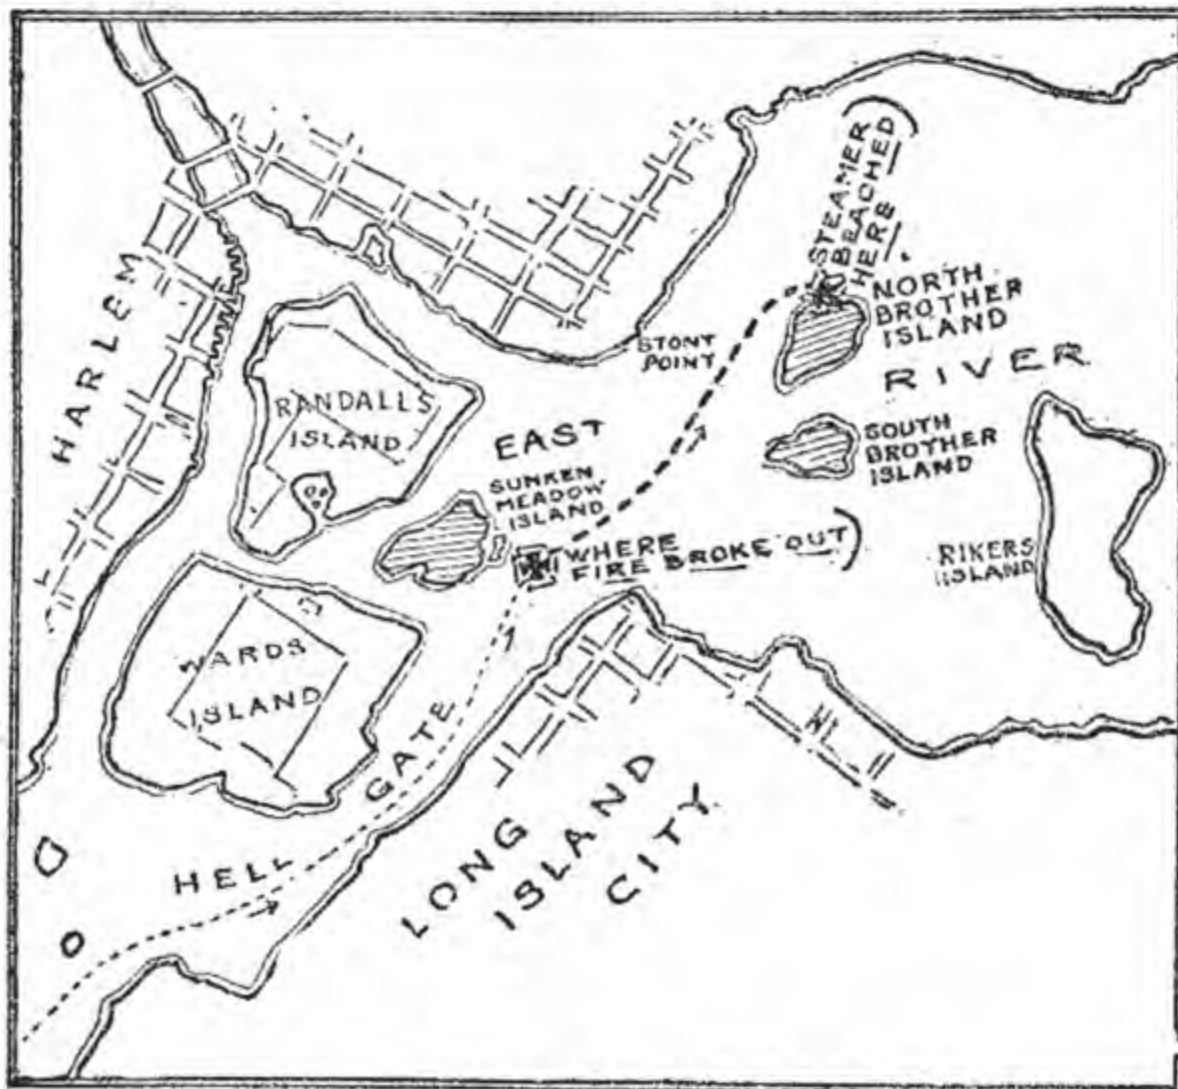 STEAMER
BEACHED
HERE
NORTH
BROTHER
ISLAND
HARLEM
STONY
POINT
RIVER
RANDALLS
ISLAND
EAST
SOUTH
BROTHER
ISLAND
SUNKEN
MEADOW
ISLAND
WHERE
FIRE BROKE OUT
RIKERS
ISLAND
WARDS
ISLAND
HELL GATE
LONG
ISLAND
CITY